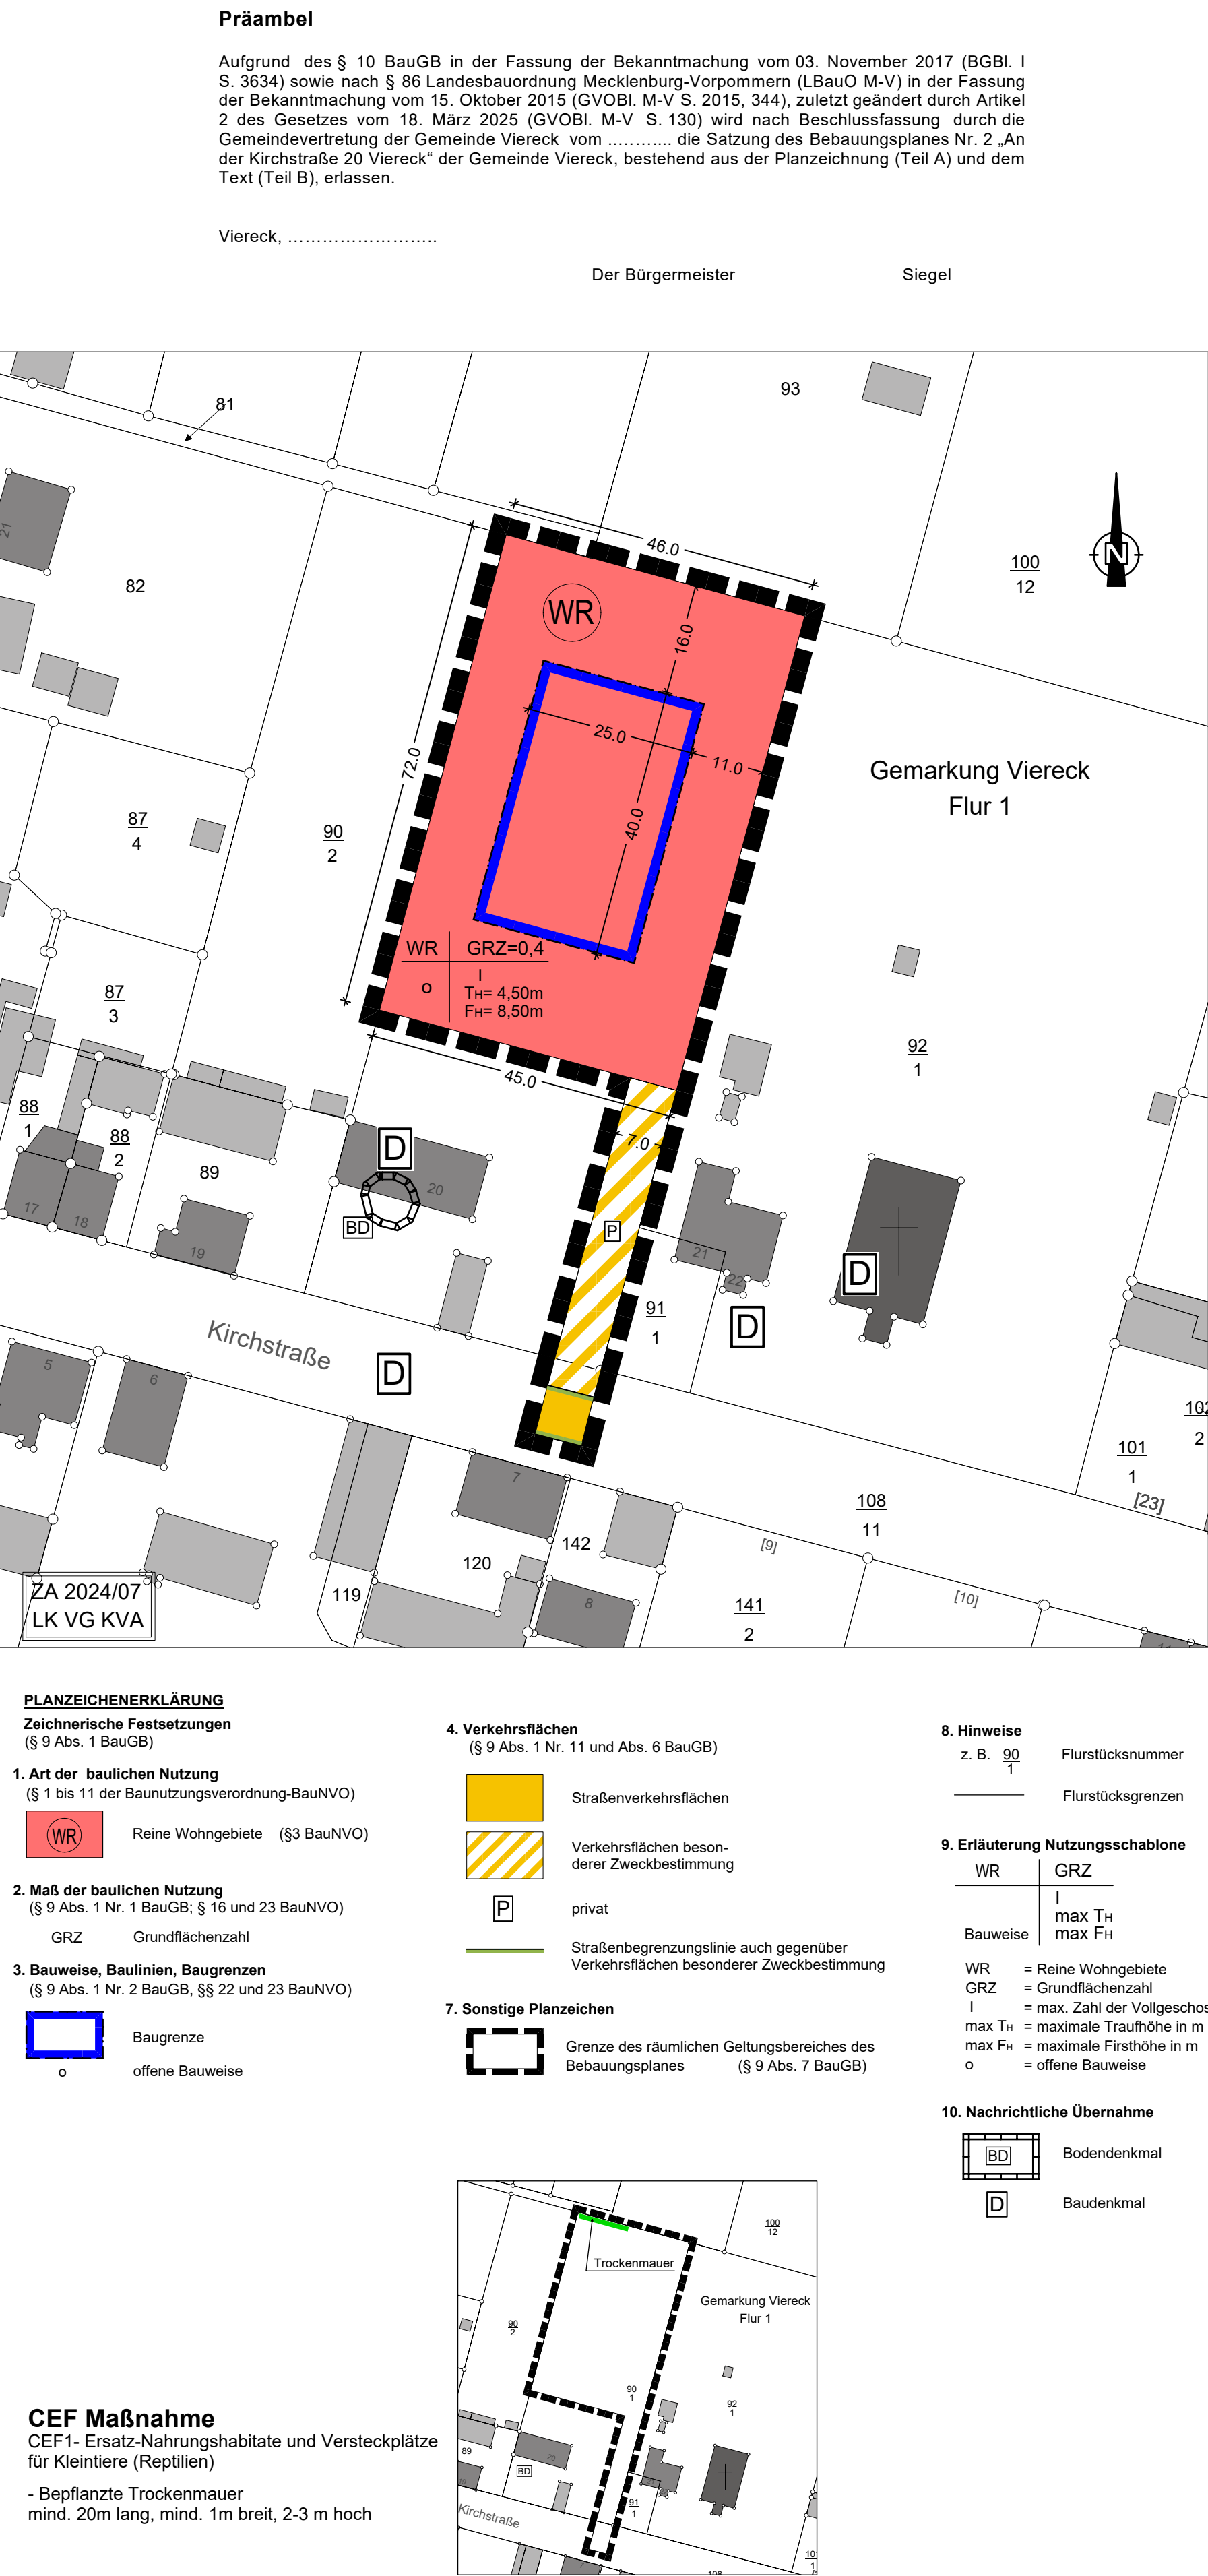 Präambel
Aufgrund des § 10 BauGB in der Fassung der Bekanntmachung vom 03. November 2017 (BGBl. I
S. 3634) sowie nach § 86 Landesbauordnung Mecklenburg-Vorpommern (LBauO M-V) in der Fassung
der Bekanntmachung vom 15. Oktober 2015 (GVOBl. M-V S. 2015, 344), zuletzt geändert durch Artikel
2 des Gesetzes vom 18. März 2025 (GVOBl. M-V S. 130) wird nach Beschlussfassung durch die
Gemeindevertretung der Gemeinde Viereck vom ........... die Satzung des Bebauungsplanes Nr. 2 „An
der Kirchstraße 20 Viereck“ der Gemeinde Viereck, bestehend aus der Planzeichnung (Teil A) und dem
Text (Teil B), erlassen.
Viereck, ……………………..
Der Bürgermeister Siegel
81
93
21
82
46.0
100
12
WR
16.0
25.0
11.0
72.0
40.0
Gemarkung Viereck
Flur 1
87
4
90
2
WR GRZ=0,4
I
o TH= 4,50m
FH= 8,50m
87
3
92
1
45.0
7.0
88
1
88
2
89
D
20
BD
17
18
19
P
21
22
D
D
91
1
Kirchstraße
D
5
6
7
102
2
101
1
[23]
108
11
[9]
142
120
119
8
141
2
[10]
11
ZA 2024/07
LK VG KVA
PLANZEICHENERKLÄRUNG
Zeichnerische Festsetzungen
(§ 9 Abs. 1 BauGB)
1. Art der baulichen Nutzung
(§ 1 bis 11 der Baunutzungsverordnung-BauNVO)
WR Reine Wohngebiete (§3 BauNVO)
2. Maß der baulichen Nutzung
(§ 9 Abs. 1 Nr. 1 BauGB; § 16 und 23 BauNVO)
GRZ Grundflächenzahl
3. Bauweise, Baulinien, Baugrenzen
(§ 9 Abs. 1 Nr. 2 BauGB, §§ 22 und 23 BauNVO)
Baugrenze
o offene Bauweise
4. Verkehrsflächen
(§ 9 Abs. 1 Nr. 11 und Abs. 6 BauGB)
Straßenverkehrsflächen
Verkehrsflächen beson-
derer Zweckbestimmung
P privat
Straßenbegrenzungslinie auch gegenüber
Verkehrsflächen besonderer Zweckbestimmung
7. Sonstige Planzeichen
Grenze des räumlichen Geltungsbereiches des
Bebauungsplanes (§ 9 Abs. 7 BauGB)
8. Hinweise
z. B. 90 Flurstücksnummer
1
Flurstücksgrenzen
9. Erläuterung Nutzungsschablone
WR GRZ
I
max TH
Bauweise max FH
WR = Reine Wohngebiete
GRZ = Grundflächenzahl
I = max. Zahl der Vollgeschos
max TH = maximale Traufhöhe in m
max FH = maximale Firsthöhe in m
o = offene Bauweise
10. Nachrichtliche Übernahme
BD Bodendenkmal
D Baudenkmal
100
12
Trockenmauer
Gemarkung Viereck
Flur 1
90
2
90
1
92
1
89
20
BD
19
21
91
1
Kirchstraße
7
108
10
1
CEF Maßnahme
CEF1- Ersatz-Nahrungshabitate und Versteckplätze
für Kleintiere (Reptilien)
- Bepflanzte Trockenmauer
mind. 20m lang, mind. 1m breit, 2-3 m hoch